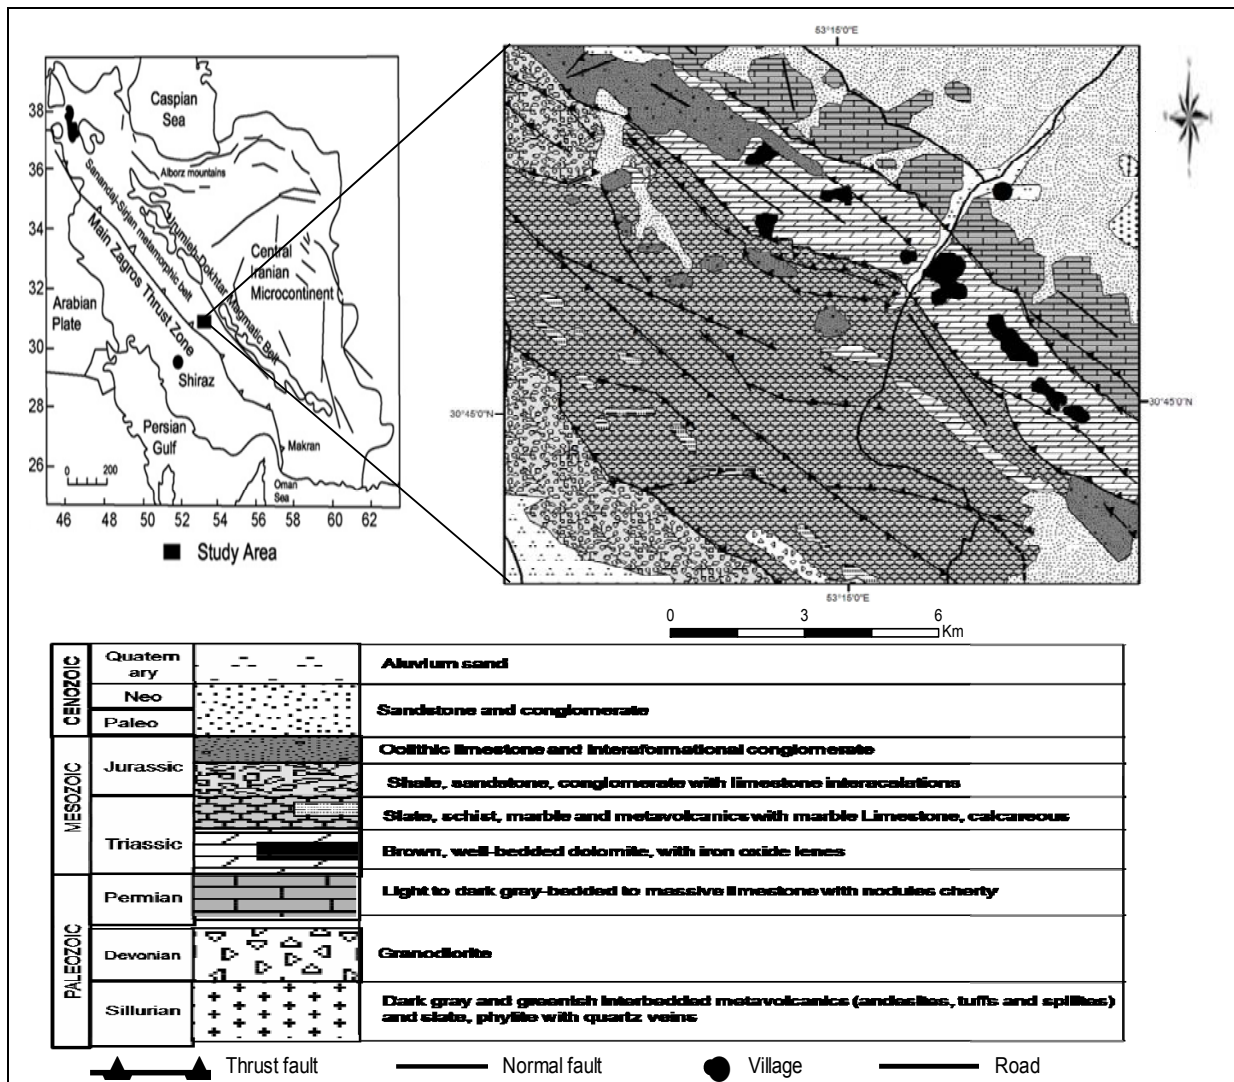 53°15'0"E
38
36
34
32
30
28
26
Caspian
Sea
Alborz mountains
Sanandaj-Sirjan metamorphic belt
Urumieh-Dokhtar Magmatic Belt
Main Zagros Thrust Zone
Central
Iranian
Microcontinent
Arabian
Plate
Shiraz
Persian
Gulf
Makran
Oman
Sea
0 200
46 48 50 52 54 56 58 60 62
Study Area
30°45'0"N
30°45'0"N
53°15'0"E
0 3 6
Km
CENOZOIC
Quatern
ary
Aluvium sand
Neo
Paleo
Sandstone and conglomerate
MESOZOIC
Jurassic
Oolithic limestone and interaformational conglomerate
Shale, sandstone, conglomerate with limestone interacalations
Triassic
Slate, schist, marble and metavolcanics with marble Limestone, calcareous
Brown, well-bedded dolomite, with iron oxide lenes
PALEOZOIC
Permian
Light to dark gray-bedded to massive limestone with nodules cherty
Devonian
Granodiorite
Sillurian
Dark gray and greenish interbedded metavolcanics (andesites, tuffs and spilites)
and slate, phylite with quartz veins
Thrust fault
Normal fault
Village
Road